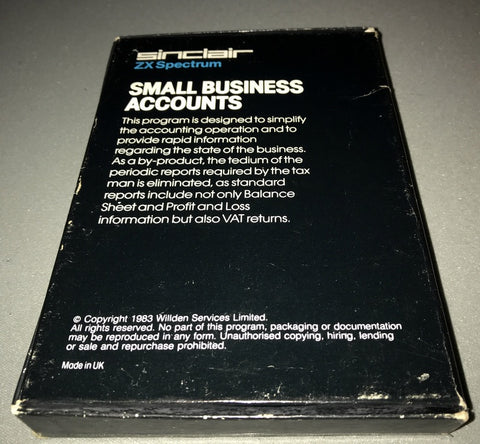 sinclair
ZX Spectrum
SMALL BUSINESS
ACCOUNTS
This program is designed to simplify
the accounting operation and to
provide rapid information
regarding the state of the business.
As a by-product, the tedium of the
periodic reports required by the tax
man is eliminated, as standard
reports include not only Balance
Sheet and Profit and Loss
information but also VAT returns.
© Copyright 1983 Willden Services Limited.
All rights reserved. No part of this program, packaging or documentation
may be reproduced in any form. Unauthorised copying, hiring, lending
or sale and repurchase prohibited.
Made in UK